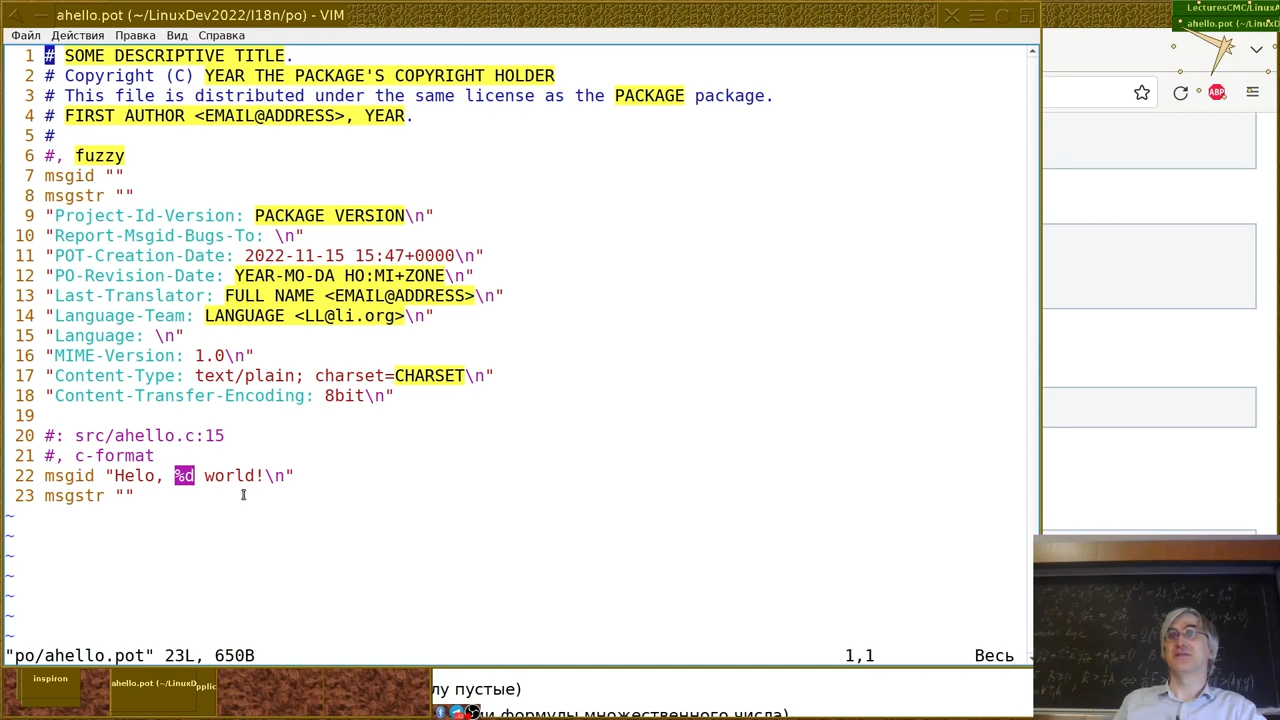 ahello.pot (~/LinuxDev2022/l18n/po) - VIM
LecturesCMC/LinuxA
ahello.pot (~/LinuxD
Файл Действия Правка Вид Справка
ABP
1 # SOME DESCRIPTIVE TITLE.
2 # Copyright (C) YEAR THE PACKAGE'S COPYRIGHT HOLDER
3 # This file is distributed under the same license as the PACKAGE package.
4 # FIRST AUTHOR <EMAIL@ADDRESS>, YEAR.
5 #
6 #, fuzzy
7 msgid ""
8 msgstr ""
9 "Project-Id-Version: PACKAGE VERSION\n"
10 "Report-Msgid-Bugs-To: \n"
11 "POT-Creation-Date: 2022-11-15 15:47+0000\n"
12 "PO-Revision-Date: YEAR-MO-DA HO:MI+ZONE\n"
13 "Last-Translator: FULL NAME <EMAIL@ADDRESS>\n"
14 "Language-Team: LANGUAGE <LL@li.org>\n"
15 "Language: \n"
16 "MIME-Version: 1.0\n"
17 "Content-Type: text/plain; charset=CHARSET\n"
18 "Content-Transfer-Encoding: 8bit\n"
19
20 #: src/ahello.c:15
21 #, c-format
22 msgid "Helo, %d world!\n"
23 msgstr ""
~
~
~
~
~
~
~
"po/ahello.pot" 23L, 650B 1,1 Весь
inspiron
ahello.pot (~/LinuxD
pplic
лу пустые)
ии формулы множественного числа)